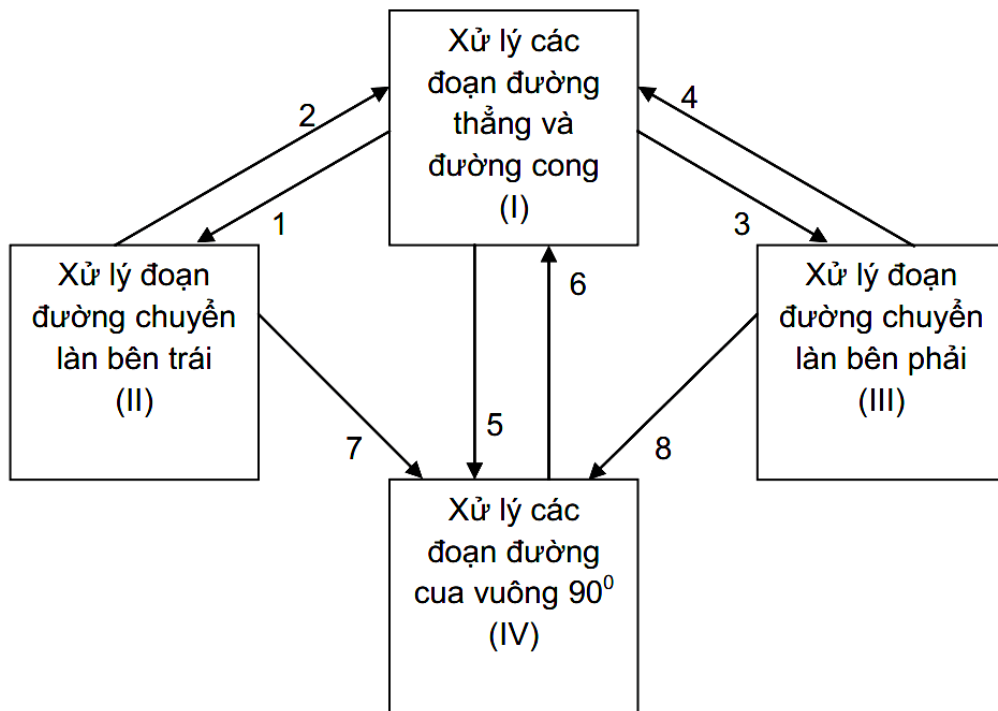 Xử lý các
đoạn đường
thẳng và
đường cong
(I)
2
4
1
3
Xử lý đoạn
đường chuyển
làn bên trái
(II)
6
Xử lý đoạn
đường chuyển
làn bên phải
(III)
7
5
8
Xử lý các
đoạn đường
cua vuông 90⁰
(IV)